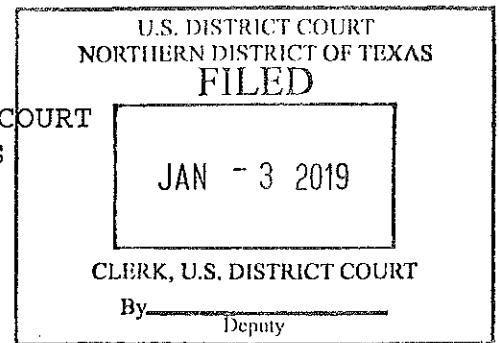 U.S. DISTRICT COURT
NORTHERN DISTRICT OF TEXAS
FILED
COURT
S
JAN - 3 2019
CLERK, U.S. DISTRICT COURT
By
Deputy